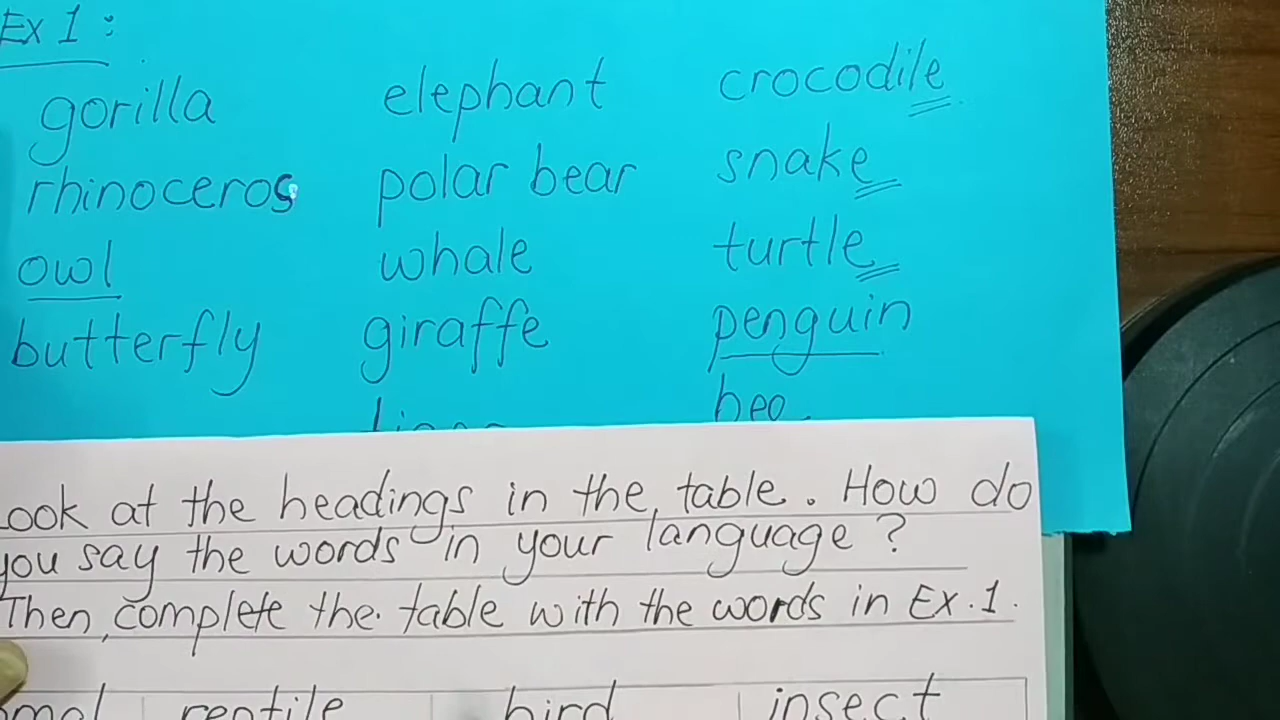 Ex 1 :
gorilla elephant crocodile
rhinoceros polar bear snake
owl whale turtle
butterfly giraffe penguin
bee
Look at the headings in the table. How do
you say the words in your language ?
Then, complete the table with the words in Ex.1.
reptile bird insect